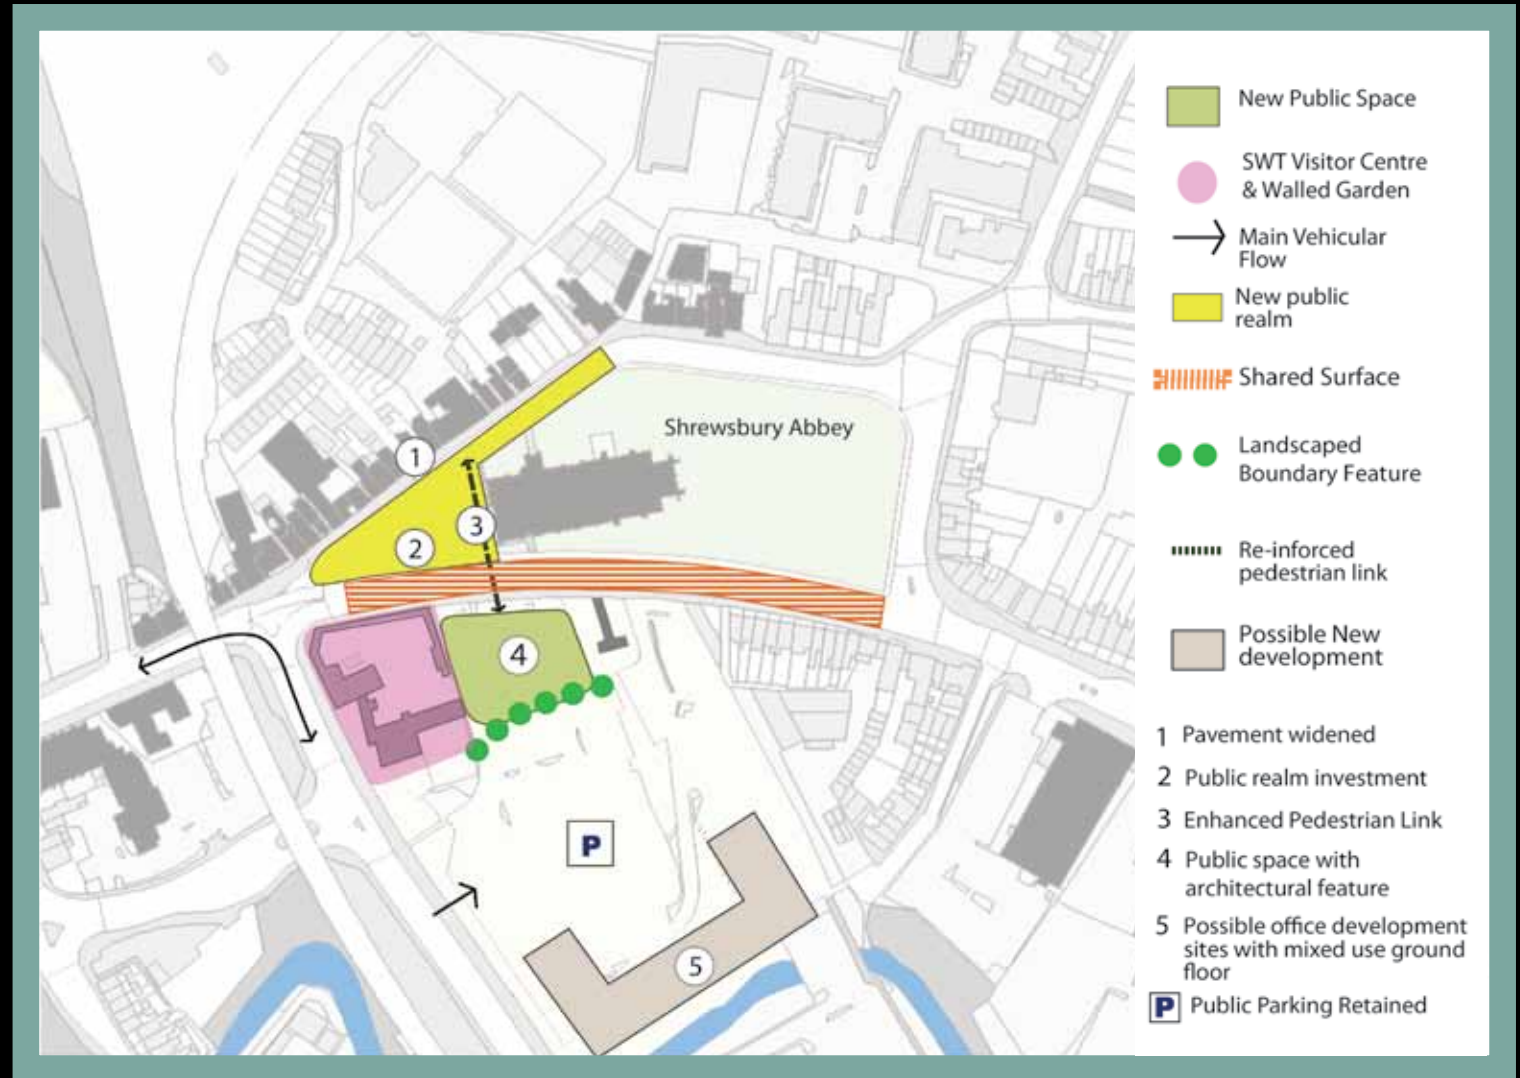 Shrewsbury Abbey
1
2
3
4
5
P
New Public Space
SWT Visitor Centre
& Walled Garden
Main Vehicular
Flow
New public
realm
Shared Surface
Landscaped
Boundary Feature
Re-inforced
pedestrian link
Possible New
development
1 Pavement widened
2 Public realm investment
3 Enhanced Pedestrian Link
4 Public space with
architectural feature
5 Possible office development
sites with mixed use ground
floor
P Public Parking Retained